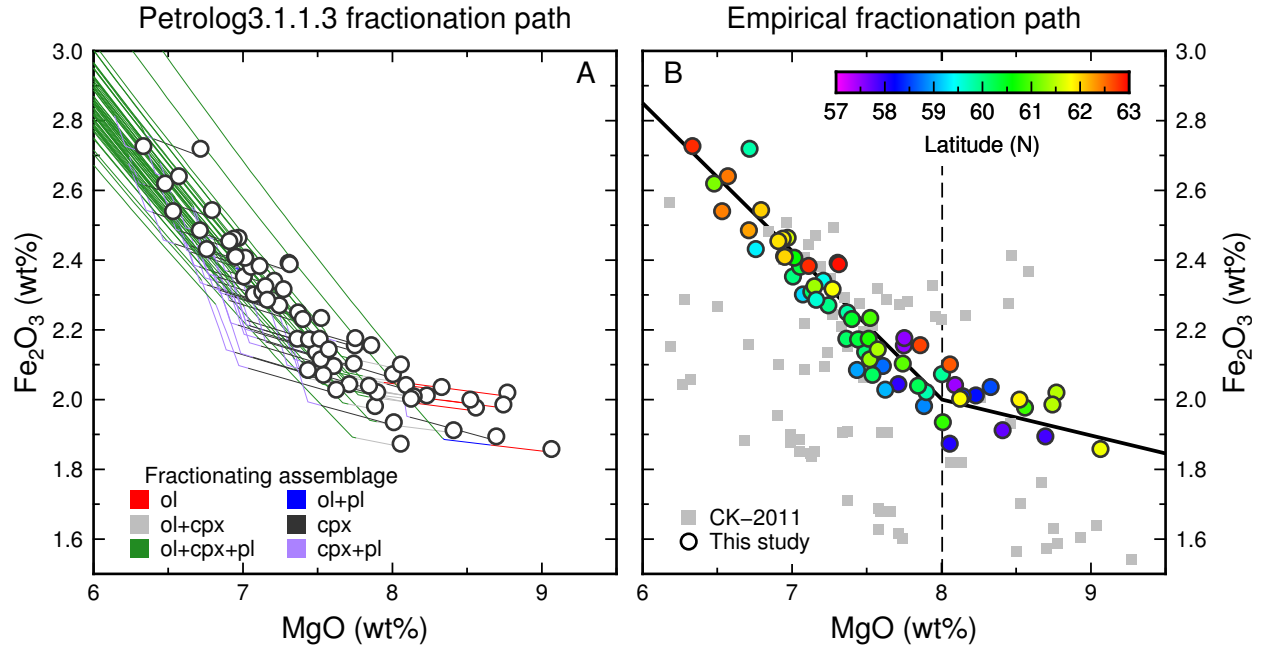 Petrolog3.1.1.3 fractionation path
Empirical fractionation path
A
3.0
2.8
2.6
2.4
2.2
2.0
1.8
1.6
Fe2O3 (wt%)
Fractionating assemblage
ol
ol+pl
ol+cpx
cpx
ol+cpx+pl
cpx+pl
6
7
8
9
MgO (wt%)
B
57
58
59
60
61
62
63
Latitude (N)
CK−2011
This study
6
7
8
9
MgO (wt%)
3.0
2.8
2.6
2.4
2.2
2.0
1.8
1.6
Fe2O3 (wt%)